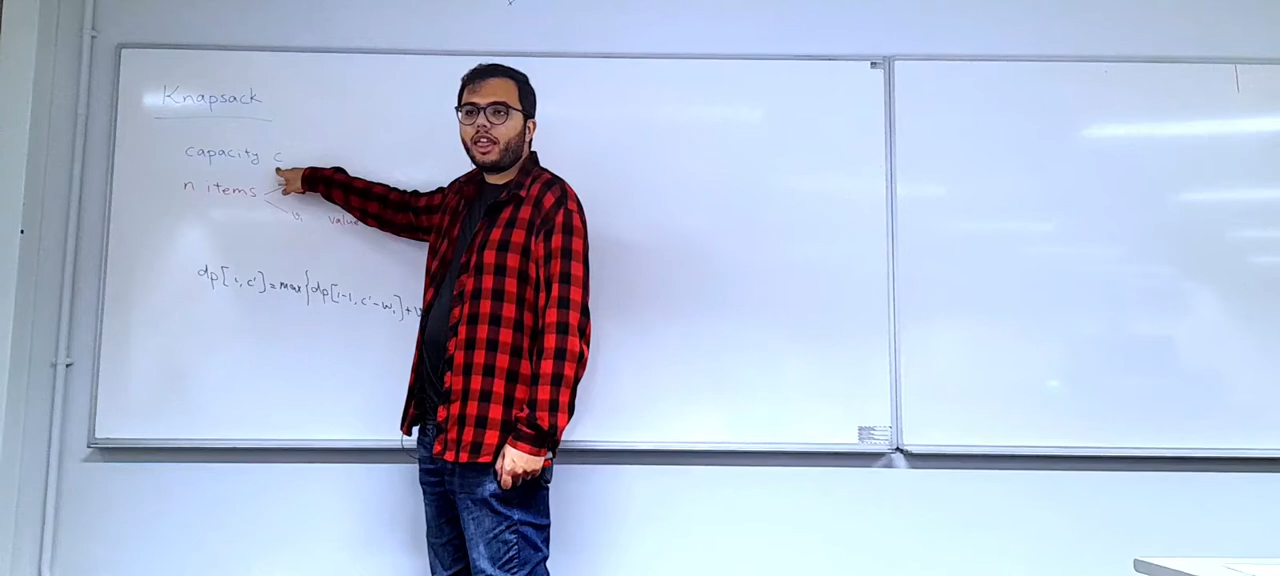 Knapsack
capacity c
n items
vᵢ value
dp[i, c'] = max{dp[i-1, c'-wᵢ]+v